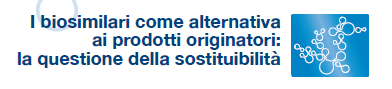 I biosimilari come alternativa
ai prodotti originatori:
la questione della sostituibilità